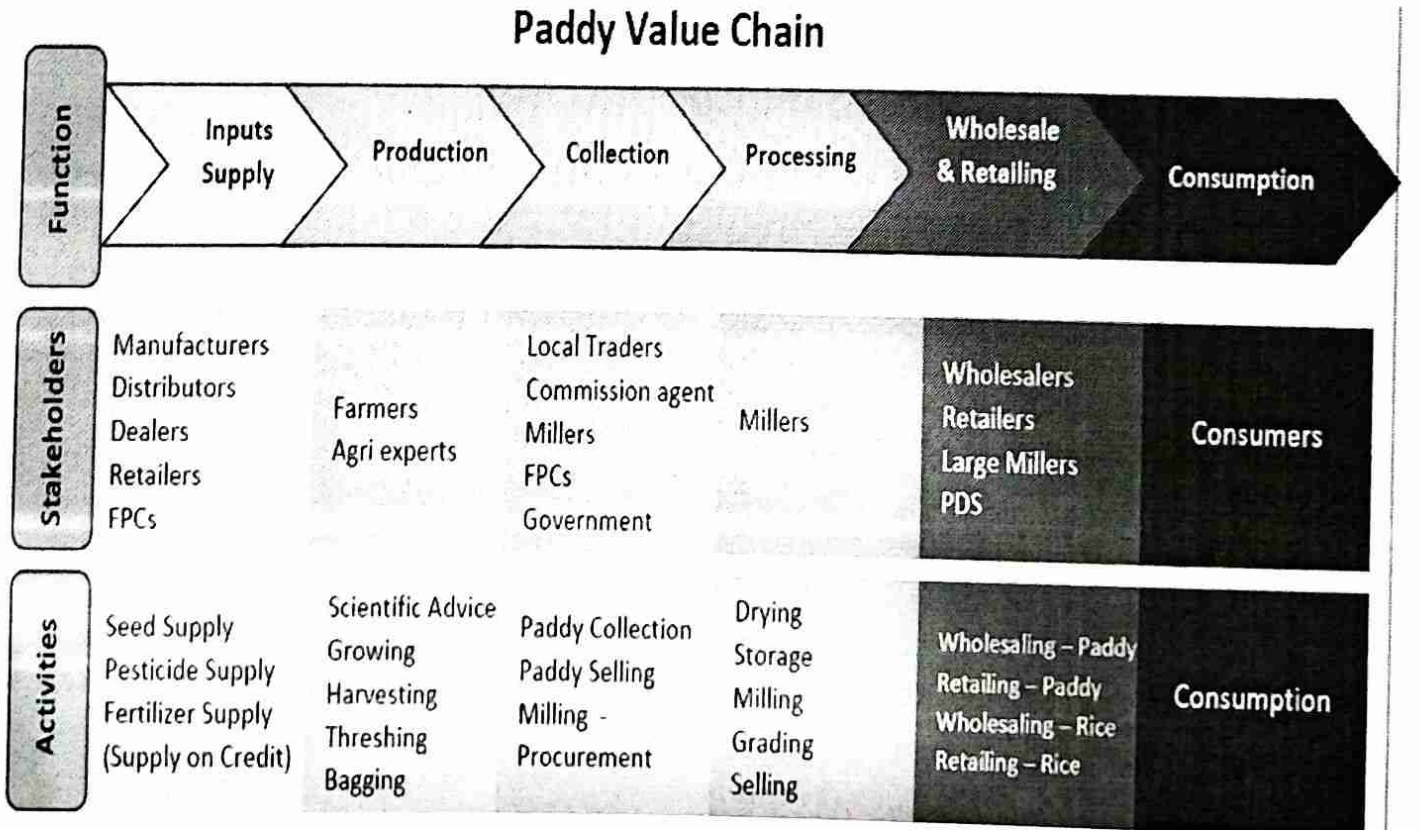 Paddy Value Chain
Function
Inputs
Supply
Production
Collection
Processing
Wholesale
& Retailing
Consumption
Stakeholders
Manufacturers
Distributors
Dealers
Retailers
FPCs
Farmers
Agri experts
Local Traders
Commission agent
Millers
FPCs
Government
Millers
Wholesalers
Retailers
Large Millers
PDS
Consumers
Activities
Seed Supply
Pesticide Supply
Fertilizer Supply
(Supply on Credit)
Scientific Advice
Growing
Harvesting
Threshing
Bagging
Paddy Collection
Paddy Selling
Milling -
Procurement
Drying
Storage
Milling
Grading
Selling
Wholesaling – Paddy
Retailing – Paddy
Wholesaling – Rice
Retailing – Rice
Consumption